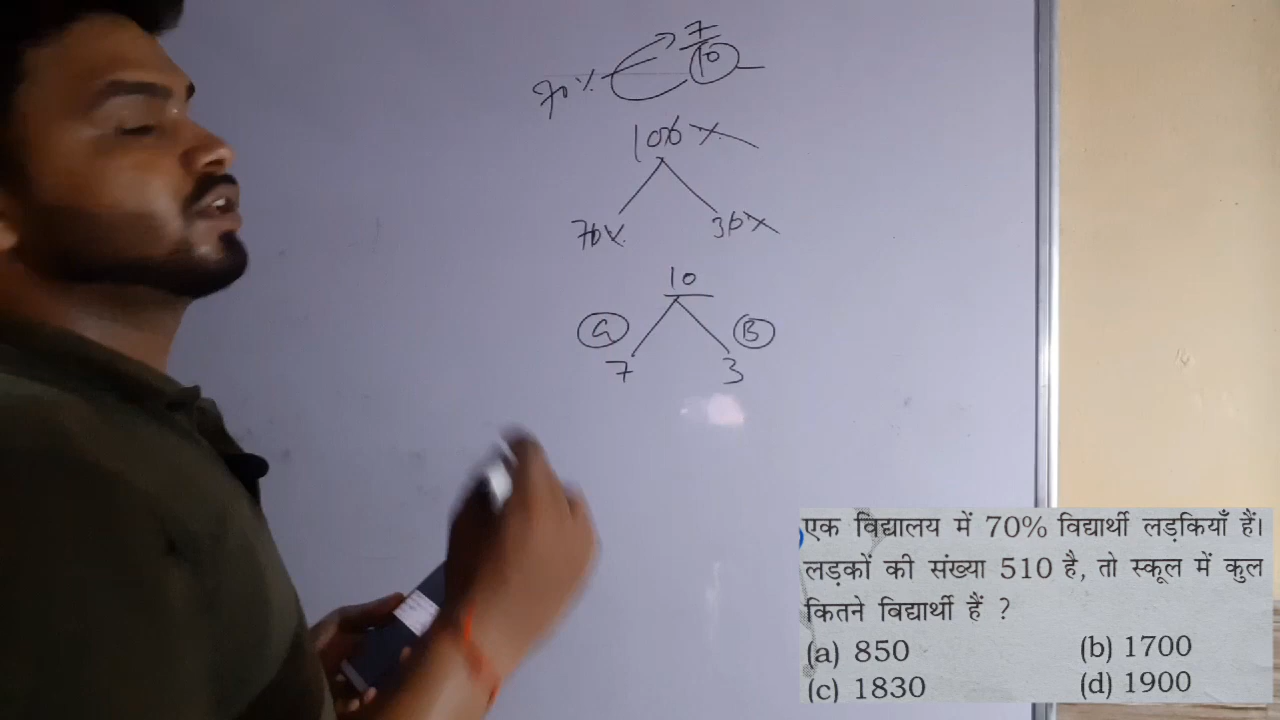 7
70% 10
100%
70% 30%
10
G B
7 3
एक विद्यालय में 70% विद्यार्थी लड़कियाँ हैं।
लड़कों की संख्या 510 है, तो स्कूल में कुल
कितने विद्यार्थी हैं ?
(a) 850 (b) 1700
(c) 1830 (d) 1900